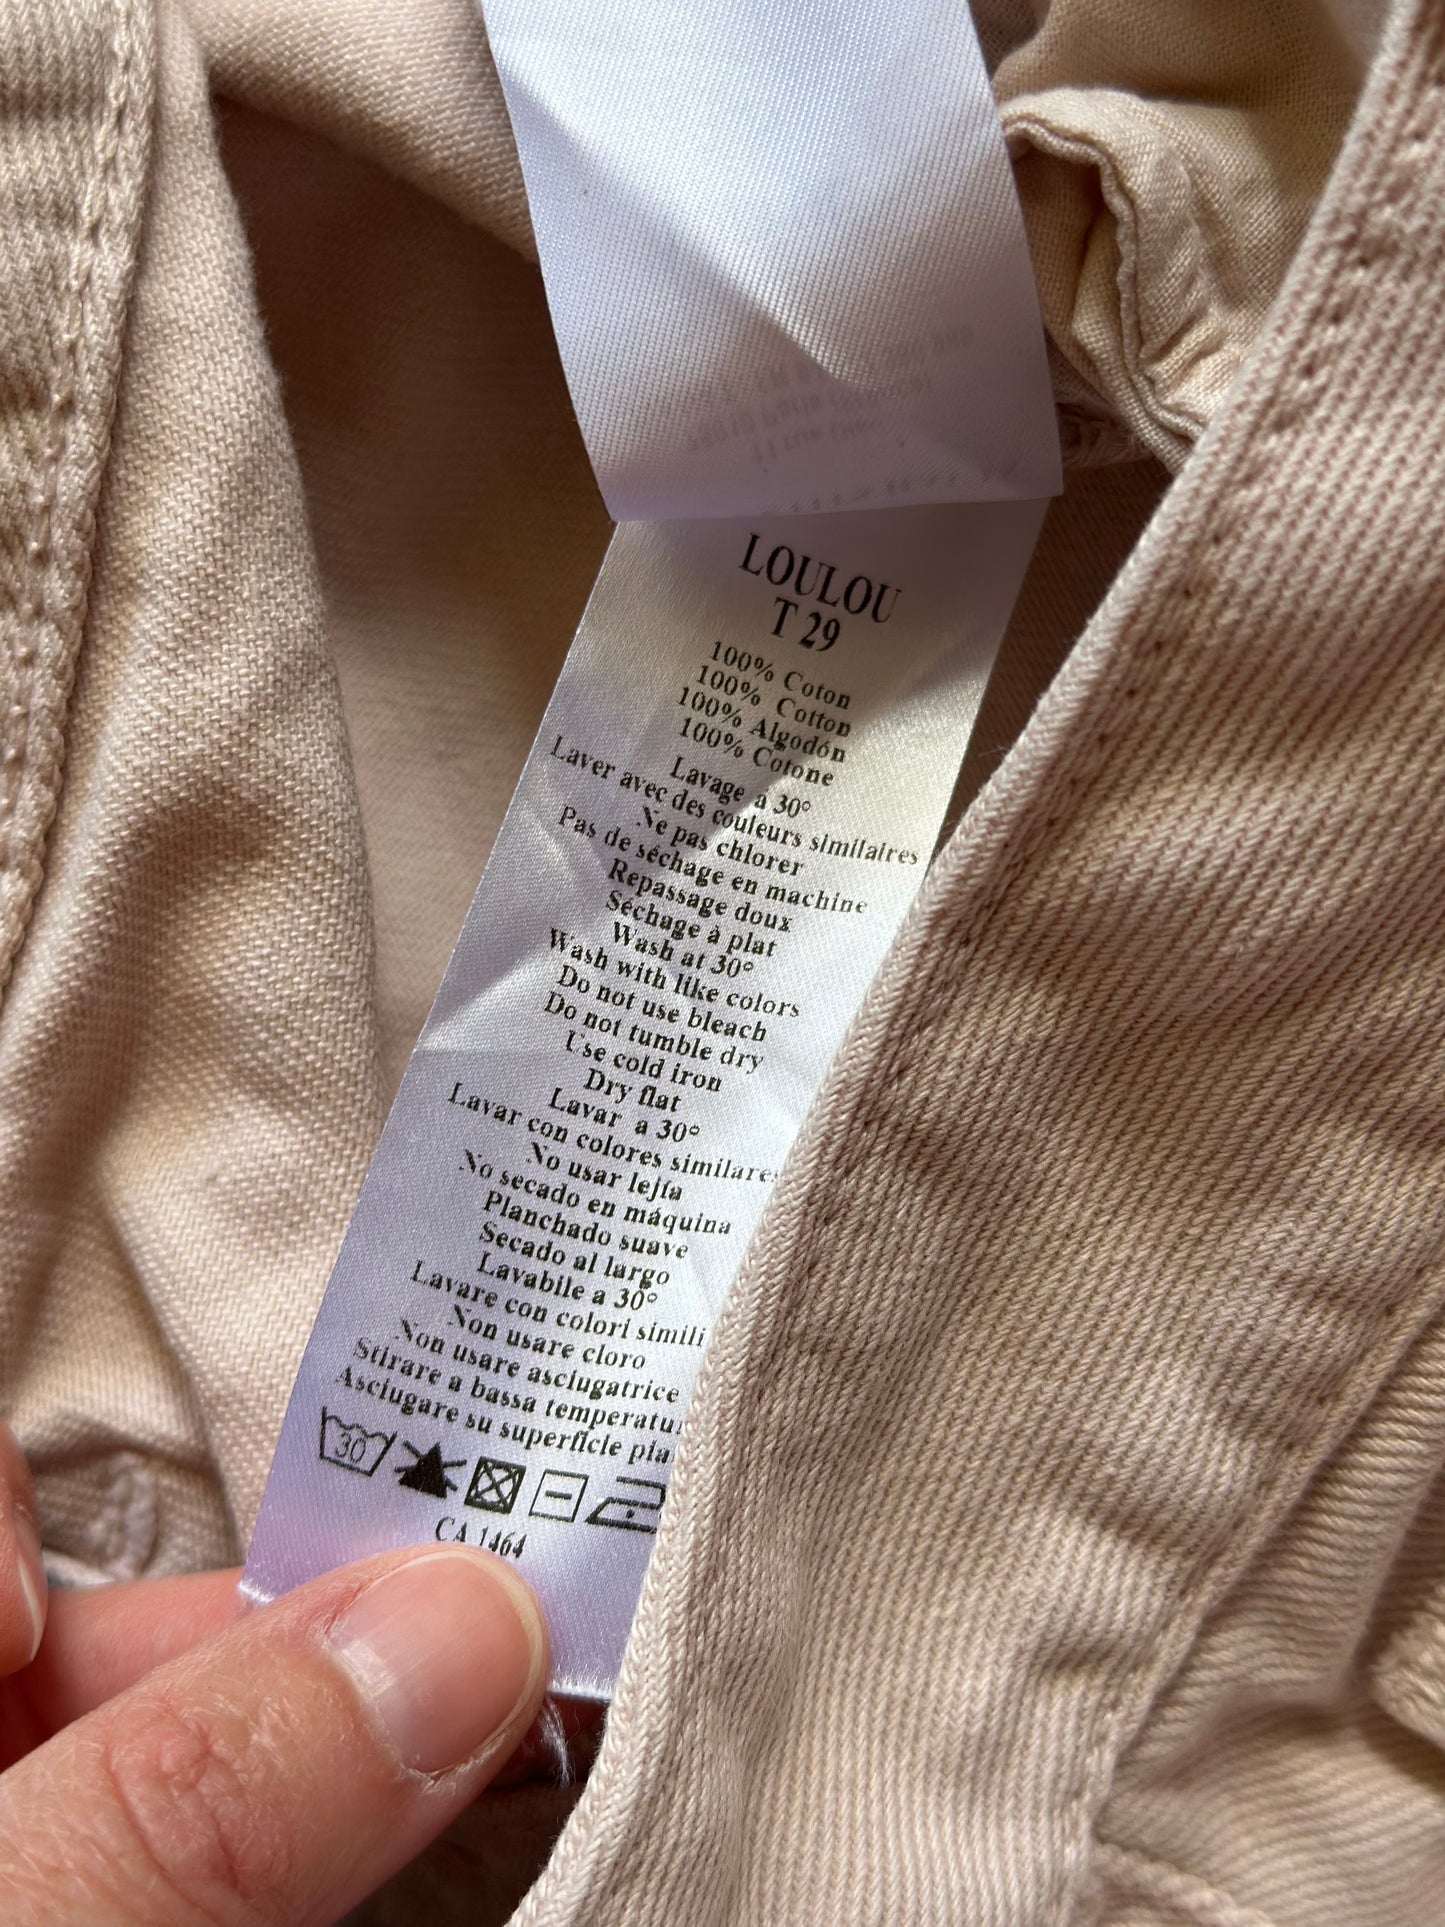 LOULOU
T 29
100% Coton
100% Cotton
100% Algodón
100% Cotone
Lavage à 30°
Laver avec des couleurs similaires
Ne pas chlorer
Pas de séchage en machine
Repassage doux
Séchage à plat
Wash at 30°
Wash with like colors
Do not use bleach
Do not tumble dry
Use cold iron
Dry flat
Lavar a 30°
Lavar con colores similares
No usar lejía
No secado en máquina
Planchado suave
Secado al largo
Lavabile a 30°
Lavare con colori simili
Non usare cloro
Non usare asciugatrice
Stirare a bassa temperatu
Asciugare su superficie pia
30
CA 1464